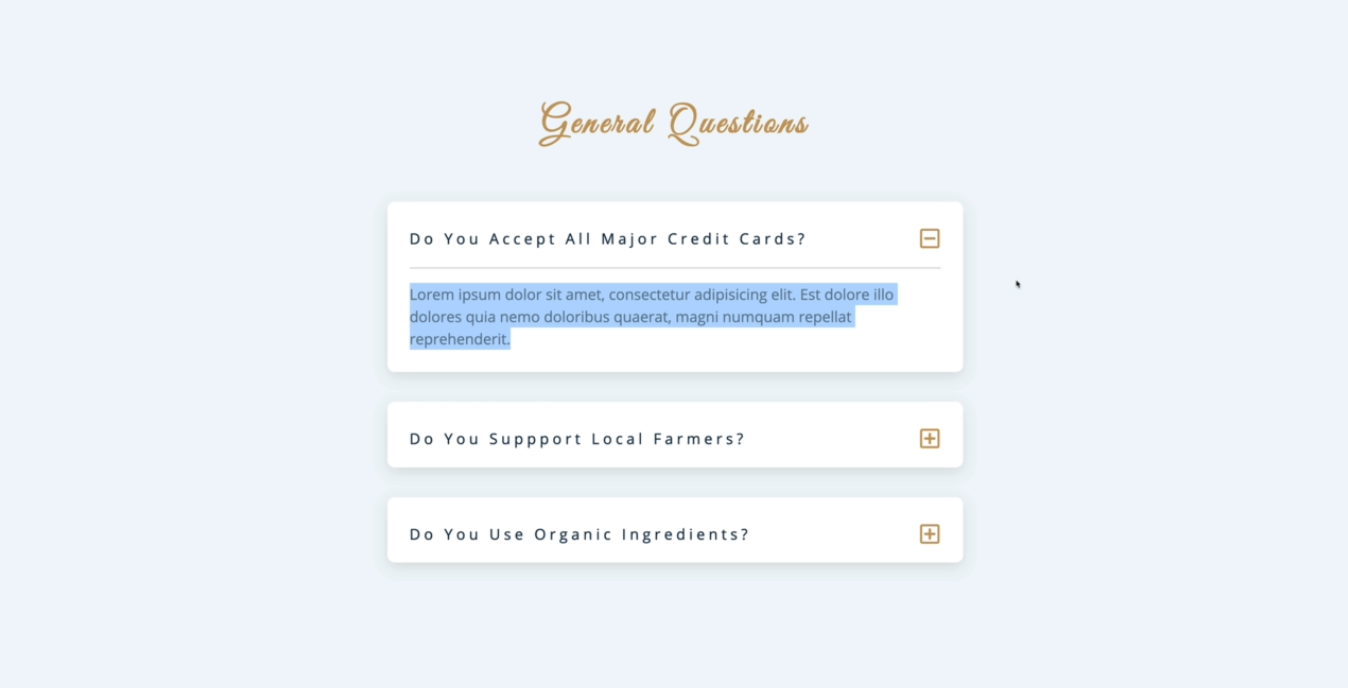 General Questions
Do You Accept All Major Credit Cards?
Lorem ipsum dolor sit amet, consectetur adipisicing elit. Est dolore illo
dolores quia nemo doloribus quaerat, magni numquam repellat
reprehenderit.
Do You Suppport Local Farmers?
Do You Use Organic Ingredients?